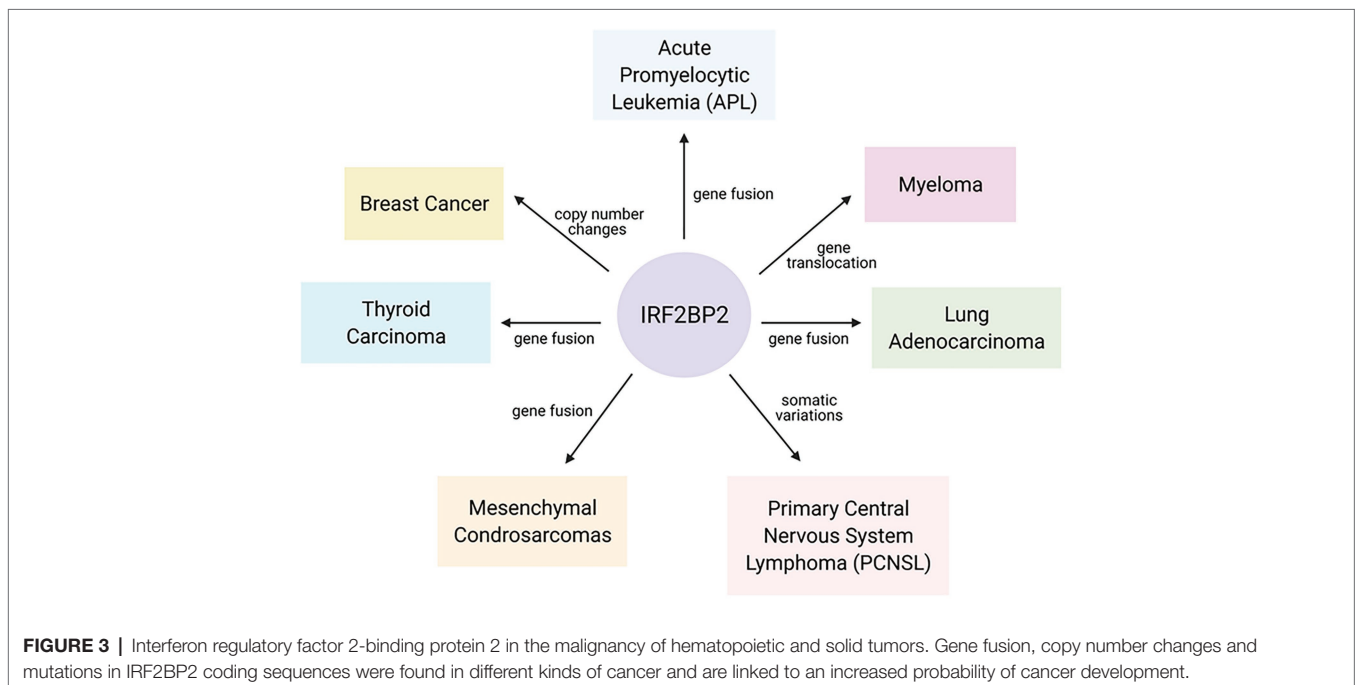 Acute
Promyelocytic
Leukemia (APL)
Breast Cancer
copy number
changes
gene fusion
Myeloma
gene
translocation
Thyroid
Carcinoma
gene fusion
IRF2BP2
gene fusion
Lung
Adenocarcinoma
gene fusion
somatic
variations
Mesenchymal
Condrosarcomas
Primary Central
Nervous System
Lymphoma (PCNSL)
FIGURE 3 | Interferon regulatory factor 2-binding protein 2 in the malignancy of hematopoietic and solid tumors. Gene fusion, copy number changes and
mutations in IRF2BP2 coding sequences were found in different kinds of cancer and are linked to an increased probability of cancer development.